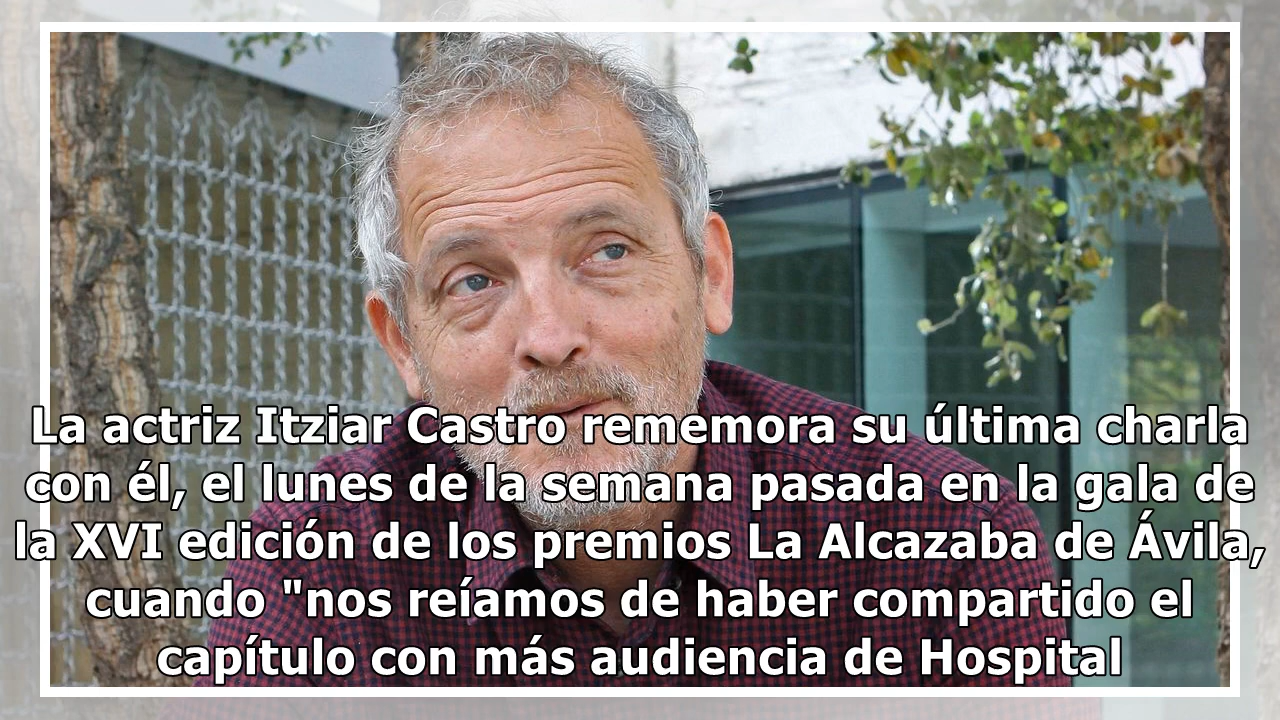 La actriz Itziar Castro rememora su última charla
con él, el lunes de la semana pasada en la gala de
la XVI edición de los premios La Alcazaba de Ávila,
cuando "nos reíamos de haber compartido el
capítulo con más audiencia de Hospital